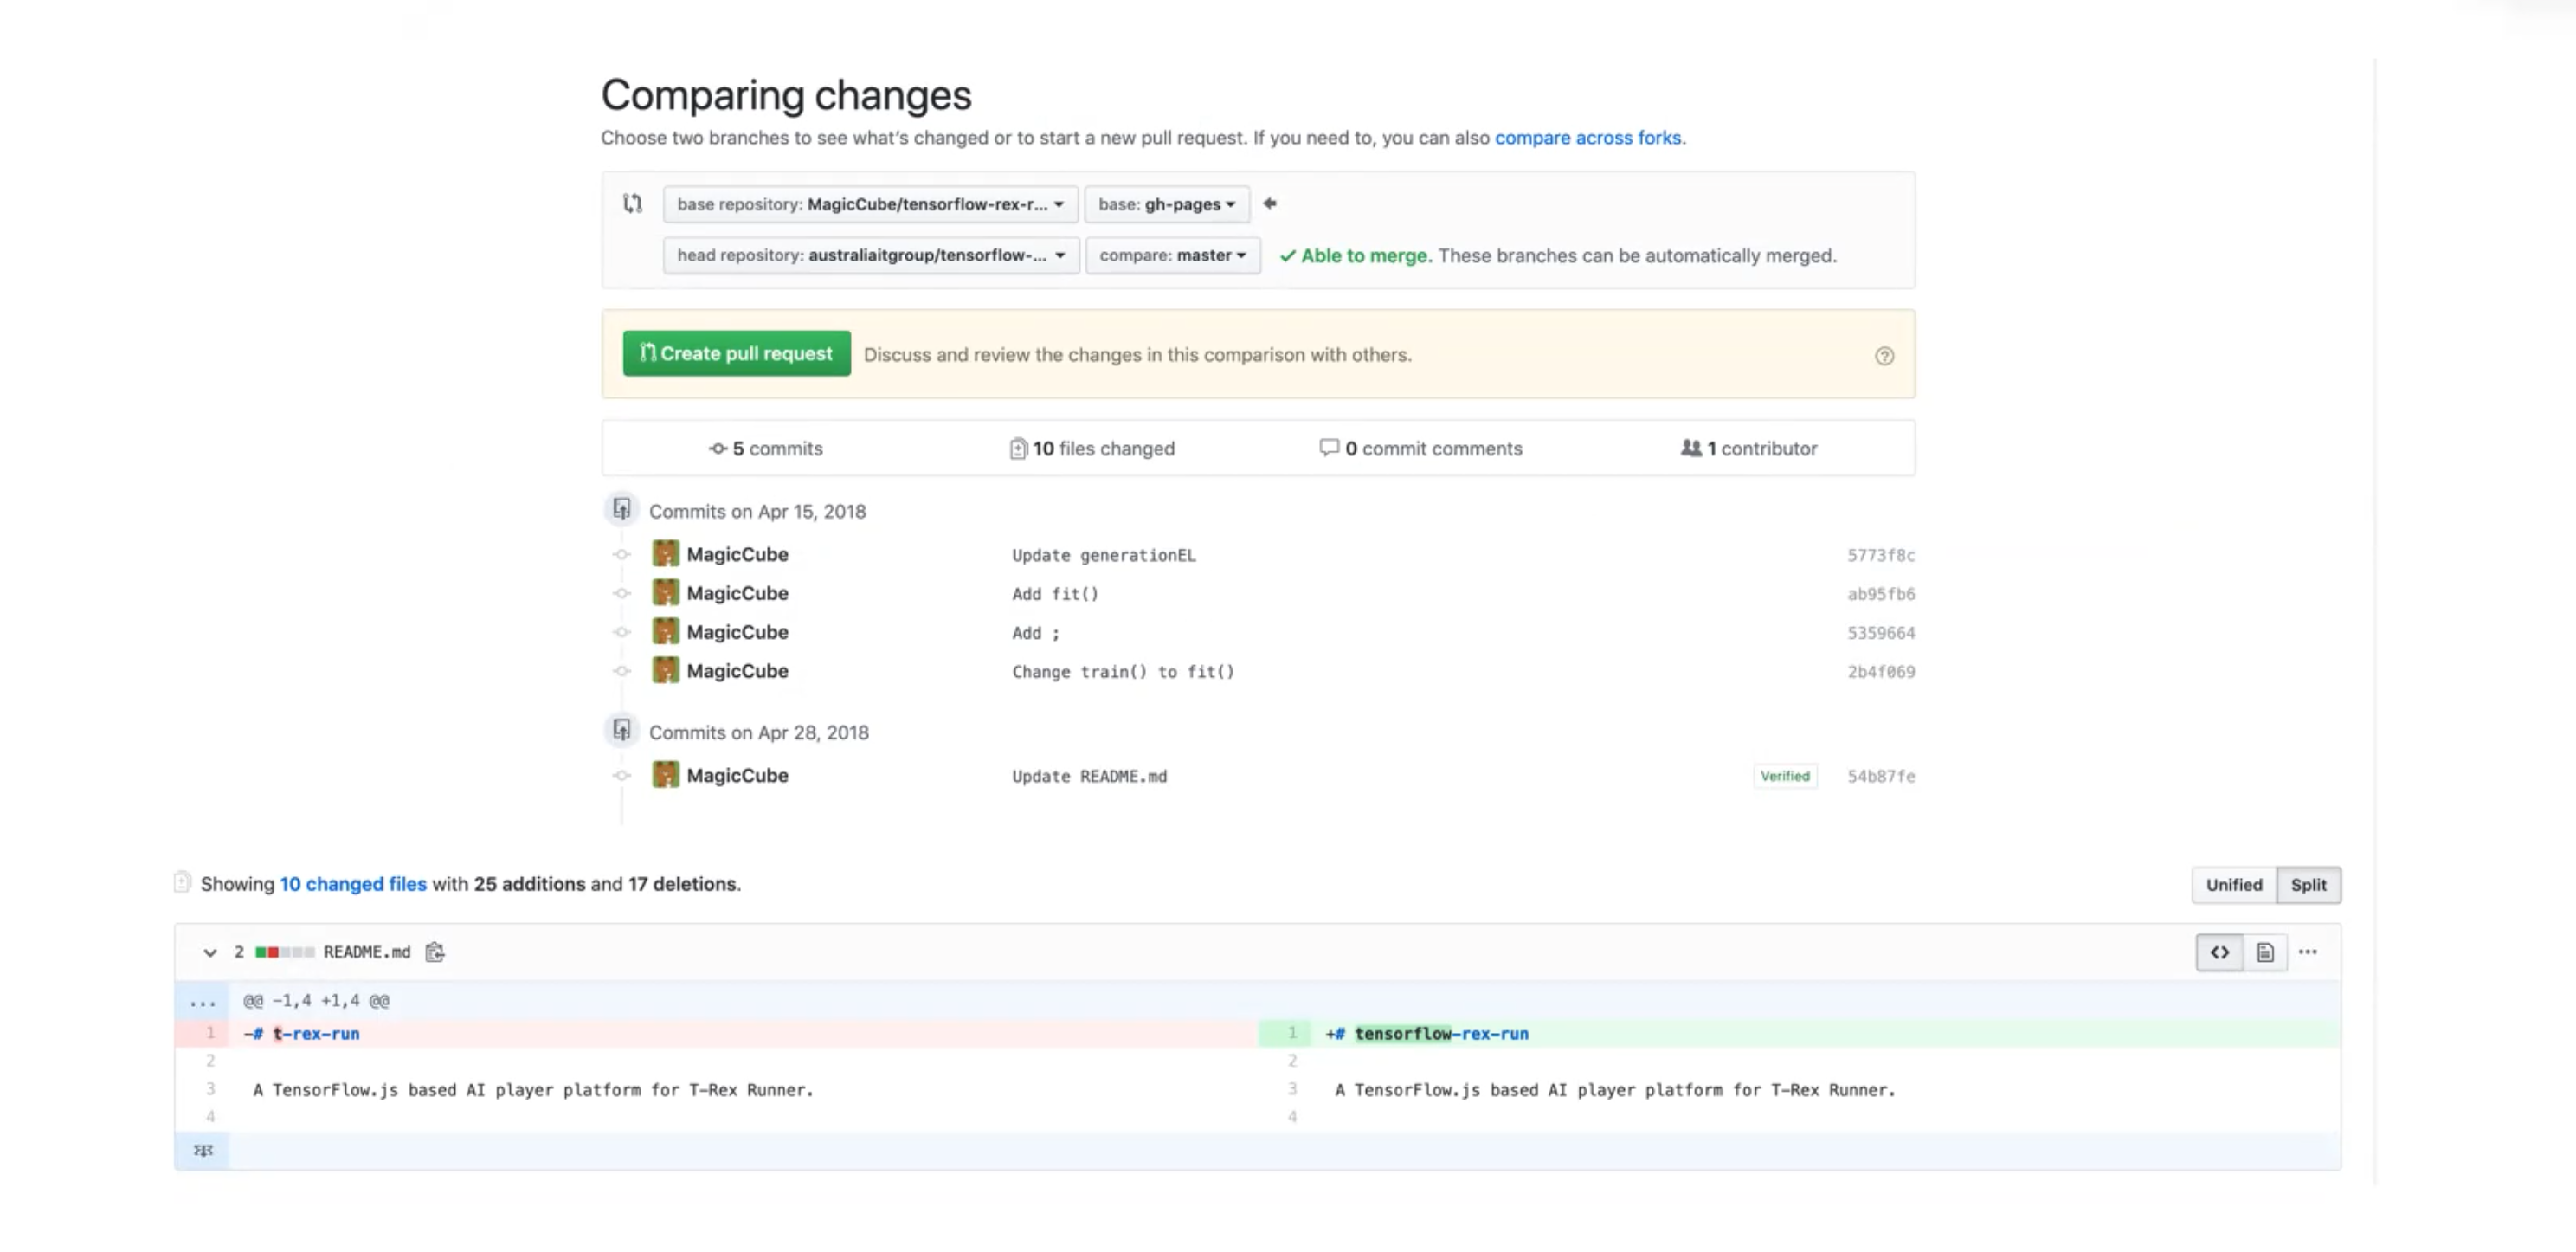 Comparing changes
Choose two branches to see what's changed or to start a new pull request. If you need to, you can also compare across forks.
base repository: MagicCube/tensorflow-rex-r... base: gh-pages
head repository: australiaitgroup/tensorflow-... compare: master Able to merge. These branches can be automatically merged.
Create pull request Discuss and review the changes in this comparison with others.
5 commits 10 files changed 0 commit comments 1 contributor
Commits on Apr 15, 2018
MagicCube Update generationEL 5773f8c
MagicCube Add fit() ab95fb6
MagicCube Add ; 5359664
MagicCube Change train() to fit() 2b4f069
Commits on Apr 28, 2018
MagicCube Update README.md Verified 54b87fe
Showing 10 changed files with 25 additions and 17 deletions. Unified Split
2 README.md
... @@ -1,4 +1,4 @@
1 -# t-rex-run 1 +# tensorflow-rex-run
2 2
3 A TensorFlow.js based AI player platform for T-Rex Runner. 3 A TensorFlow.js based AI player platform for T-Rex Runner.
4 4